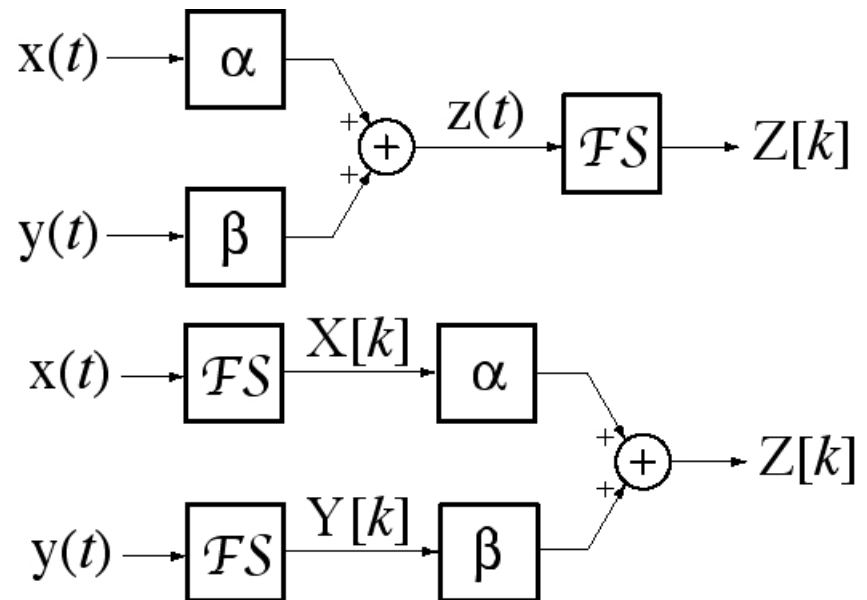 x(t) α
+ z(t) ℱ𝒮 Z[k]
+
+
y(t) β
x(t) ℱ𝒮 X[k] α
+
+ Z[k]
+
y(t) ℱ𝒮 Y[k] β